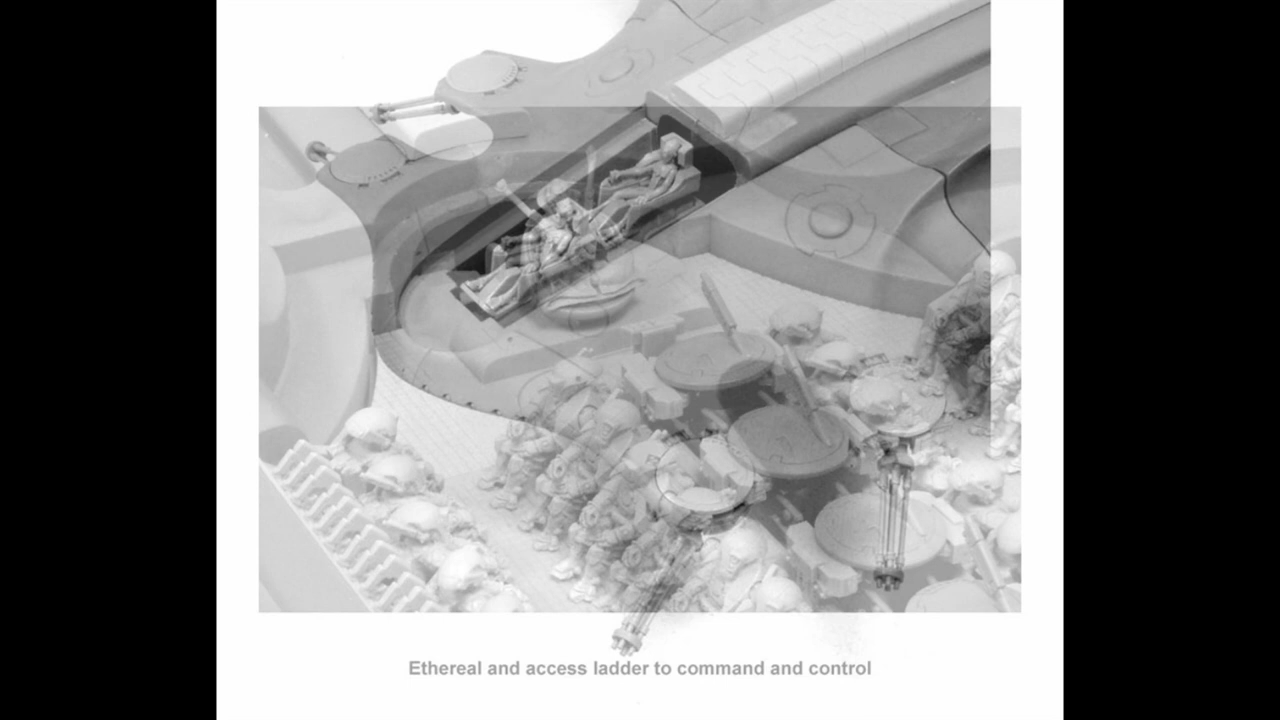 Ethereal and access ladder to command and control